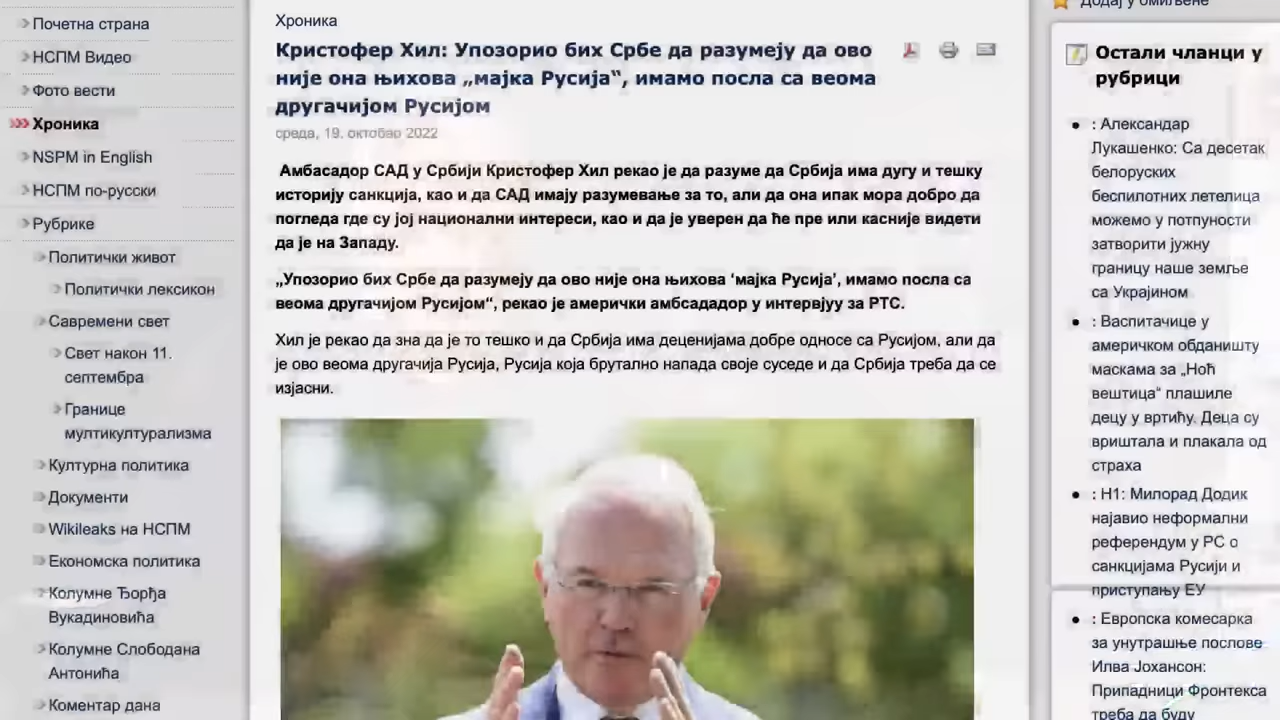 Почетна страна
НСПМ Видео
Фото вести
Хроника
NSPM in English
НСПМ по-русски
Рубрике
Политички живот
Политички лексикон
Савремени свет
Свет након 11.
септембра
Границе
мултикултурализма
Културна политика
Документи
Wikileaks на НСПМ
Економска политика
Колумне Ђорђа
Вукадиновића
Колумне Слободана
Антонића
Коментар дана
Хроника
Кристофер Хил: Упозорио бих Србе да разумеју да ово
није она њихова „мајка Русија“, имамо посла са веома
другачијом Русијом
среда, 19. октобар 2022
Амбасадор САД у Србији Кристофер Хил рекао је да разуме да Србија има дугу и тешку
историју санкција, као и да САД имају разумевање за то, али да она ипак мора добро да
погледа где су јој национални интереси, као и да је уверен да ће пре или касније видети
да је на Западу.
„Упозорио бих Србе да разумеју да ово није она њихова ‘мајка Русија’, имамо посла са
веома другачијом Русијом“, рекао је амерички амбсададор у интервјују за РТС.
Хил је рекао да зна да је то тешко и да Србија има деценијама добре односе са Русијом, али да
је ово веома другачија Русија, Русија која брутално напада своје суседе и да Србија треба да се
изјасни.
Додај у омиљене
Остали чланци у
рубрици
: Александар
Лукашенко: Са десетак
белоруских
беспилотних летелица
можемо у потпуности
затворити јужну
границу наше земље
са Украјином
: Васпитачице у
америчком обданишту
маскама за „Ноћ
вештица“ плашиле
децу у вртићу. Деца су
вриштала и плакала од
страха
: Н1: Милорад Додик
најавио неформални
референдум у РС о
санкцијама Русији и
приступању ЕУ
: Европска комесарка
за унутрашње послове
Илва Јохансон:
Припадници Фронтекса
треба да буду